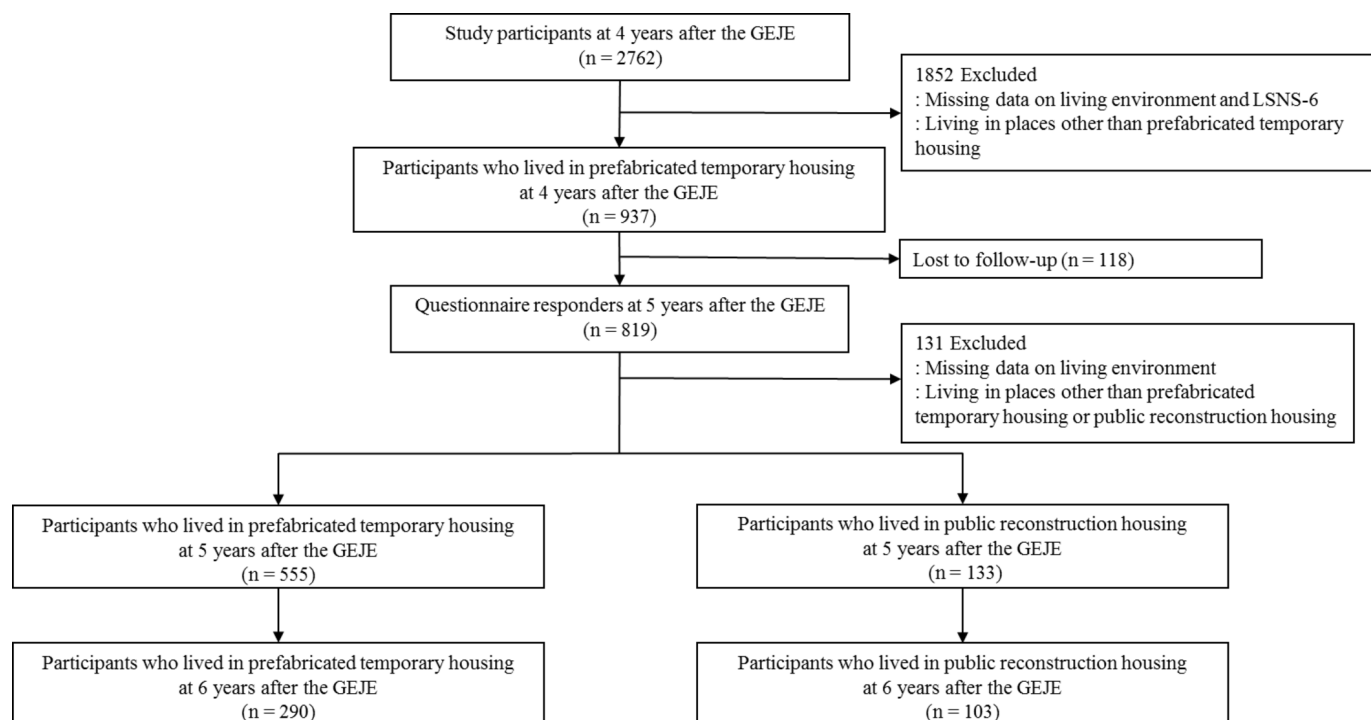 Study participants at 4 years after the GEJE
(n = 2762)
1852 Excluded
: Missing data on living environment and LSNS-6
: Living in places other than prefabricated temporary
housing
Participants who lived in prefabricated temporary housing
at 4 years after the GEJE
(n = 937)
Lost to follow-up (n = 118)
Questionnaire responders at 5 years after the GEJE
(n = 819)
131 Excluded
: Missing data on living environment
: Living in places other than prefabricated
temporary housing or public reconstruction housing
Participants who lived in prefabricated temporary housing
at 5 years after the GEJE
(n = 555)
Participants who lived in public reconstruction housing
at 5 years after the GEJE
(n = 133)
Participants who lived in prefabricated temporary housing
at 6 years after the GEJE
(n = 290)
Participants who lived in public reconstruction housing
at 6 years after the GEJE
(n = 103)